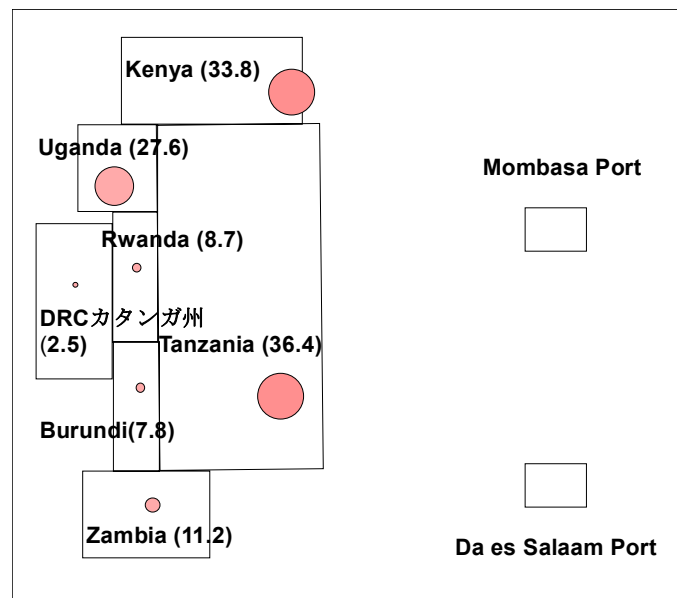 Kenya (33.8)
Uganda (27.6)
Mombasa Port
Rwanda (8.7)
DRCカタンガ州
(2.5)
Tanzania (36.4)
Burundi(7.8)
Zambia (11.2)
Da es Salaam Port